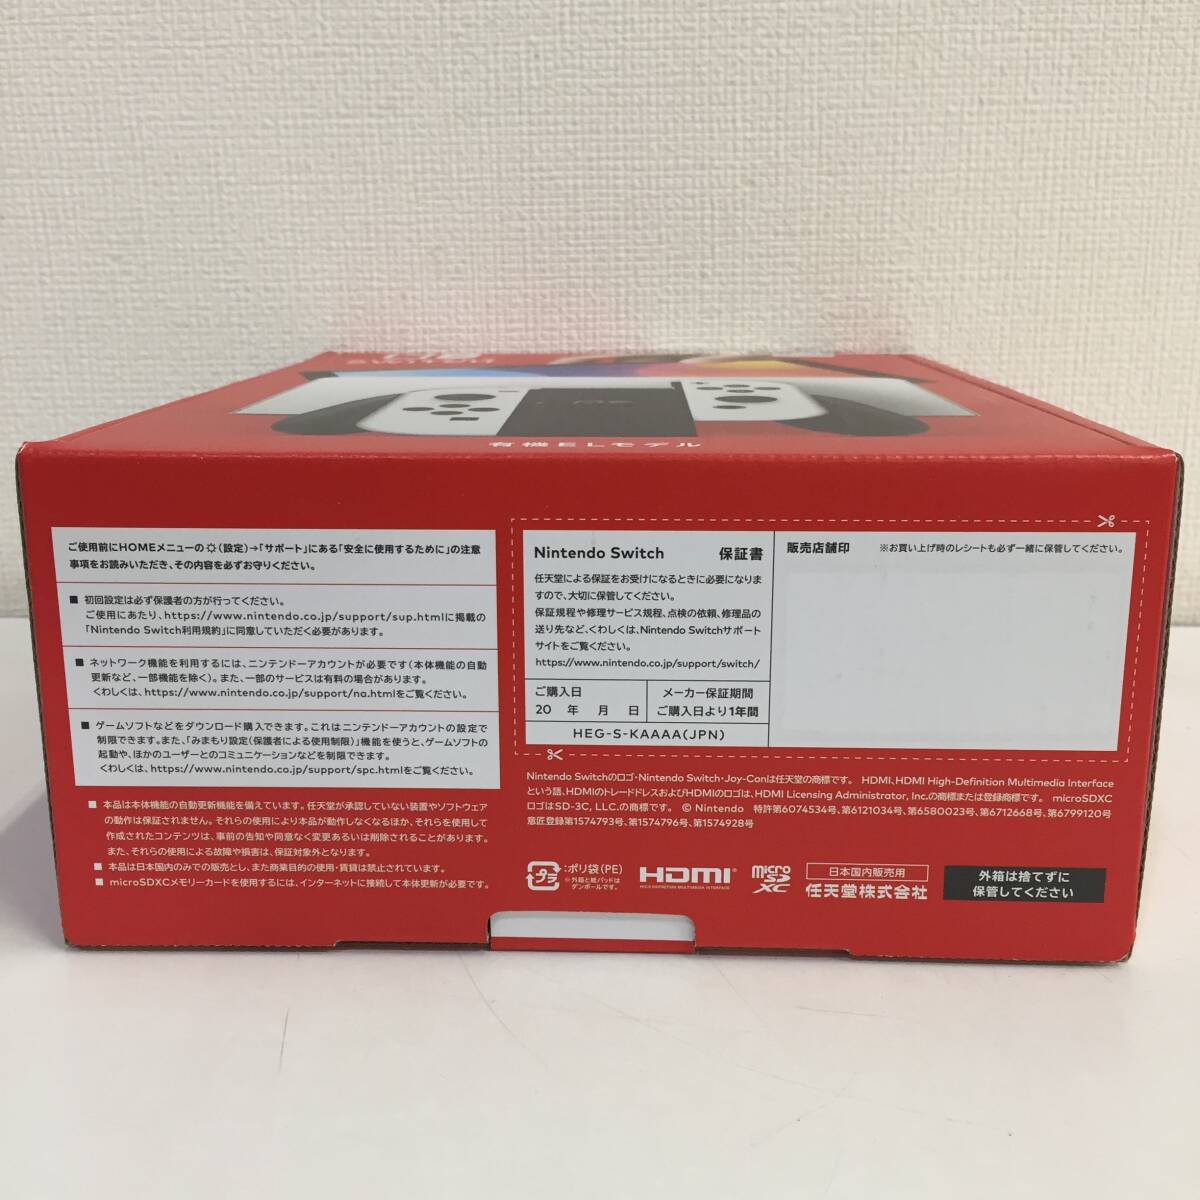 SWITCH
有機ELモデル
ご使用前にHOMEメニューの(設定)→「サポート」にある「安全に使用するために」の注意
事項をお読みいただき、その内容を必ずお守りください。
■ 初回設定は必ず保護者の方が行ってください。
ご使用にあたり、https://www.nintendo.co.jp/support/sup.htmlに掲載の
「Nintendo Switch利用規約」に同意していただく必要があります。
■ ネットワーク機能を利用するには、ニンテンドーアカウントが必要です(本体機能の自動
更新など、一部機能を除く)。また、一部のサービスは有料の場合があります。
くわしくは、https://www.nintendo.co.jp/support/na.htmlをご覧ください。
■ ゲームソフトなどをダウンロード購入できます。これはニンテンドーアカウントの設定で
制限できます。また、「みまもり設定(保護者による使用制限)」機能を使うと、ゲームソフトの
起動や、ほかのユーザーとのコミュニケーションなどを制限できます。
くわしくは、https://www.nintendo.co.jp/support/spc.htmlをご覧ください。
■ 本品は本体機能の自動更新機能を備えています。任天堂が承認していない装置やソフトウェア
の動作は保証されません。それらの使用により本品が動作しなくなるほか、それらを使用して
作成されたコンテンツは、事前の告知や同意なく変更あるいは削除されることがあります。
また、それらの使用による故障や損害は、保証対象外となります。
■ 本品は日本国内のみでの販売とし、また商業目的の使用・賃貸は禁止されています。
■ microSDXCメモリーカードを使用するには、インターネットに接続して本体更新が必要です。
Nintendo Switch 保証書
任天堂による保証をお受けになるときに必要になりま
すので、大切に保管してください。
保証規程や修理サービス規程、点検の依頼、修理品の
送り先など、くわしくは、Nintendo Switchサポート
サイトをご覧ください。
https://www.nintendo.co.jp/support/switch/
ご購入日
20 年 月 日
メーカー保証期間
ご購入日より1年間
HEG-S-KAAAA(JPN)
販売店舗印 ※お買い上げ時のレシートも必ず一緒に保管してください。
Nintendo Switchのロゴ・Nintendo Switch・Joy-Conは任天堂の商標です。 HDMI、HDMI High-Definition Multimedia Interface
という語、HDMIのトレードドレスおよびHDMIのロゴは、HDMI Licensing Administrator, Inc.の商標または登録商標です。 microSDXC
ロゴはSD-3C, LLC.の商標です。 © Nintendo 特許第6074534号、第6121034号、第6580023号、第6712668号、第6799120号
意匠登録第1574793号、第1574796号、第1574928号
プラ
:ポリ袋(PE)
※外箱と紙パッドは
ダンボールです。
HDMI
HIGH-DEFINITION MULTIMEDIA INTERFACE
micro
SD
XC
日本国内販売用
任天堂株式会社
外箱は捨てずに
保管してください